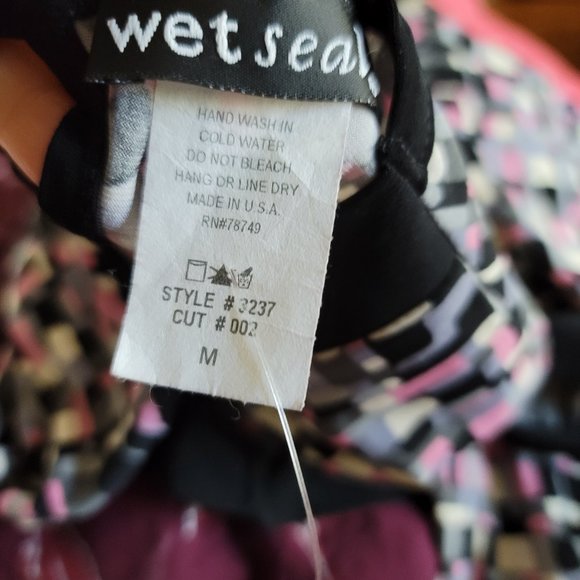 wet seal.
HAND WASH IN
COLD WATER
DO NOT BLEACH
HANG OR LINE DRY
MADE IN U.S.A.
RN#78749
STYLE # 3237
CUT # 002
M